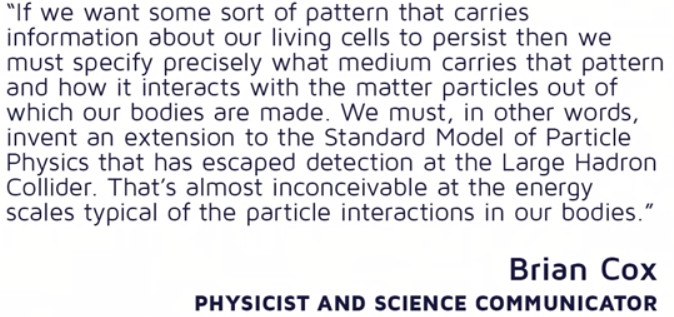 “If we want some sort of pattern that carries
information about our living cells to persist then we
must specify precisely what medium carries that pattern
and how it interacts with the matter particles out of
which our bodies are made. We must, in other words,
invent an extension to the Standard Model of Particle
Physics that has escaped detection at the Large Hadron
Collider. That’s almost inconceivable at the energy
scales typical of the particle interactions in our bodies.”
Brian Cox
PHYSICIST AND SCIENCE COMMUNICATOR